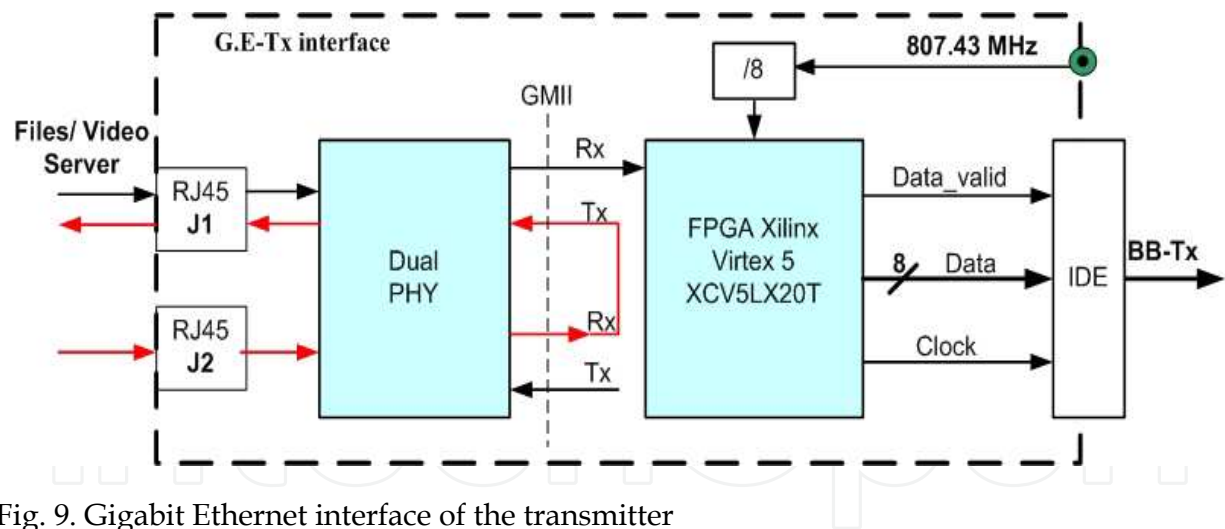 G.E-Tx interface
807.43 MHz
/8
GMII
Files/ Video
Server
Rx
RJ45
J1
Tx
Data_valid
Dual
PHY
FPGA Xilinx
Virtex 5
XCV5LX20T
8
Data
IDE
BB-Tx
RJ45
J2
Rx
Tx
Clock
Fig. 9. Gigabit Ethernet interface of the transmitter